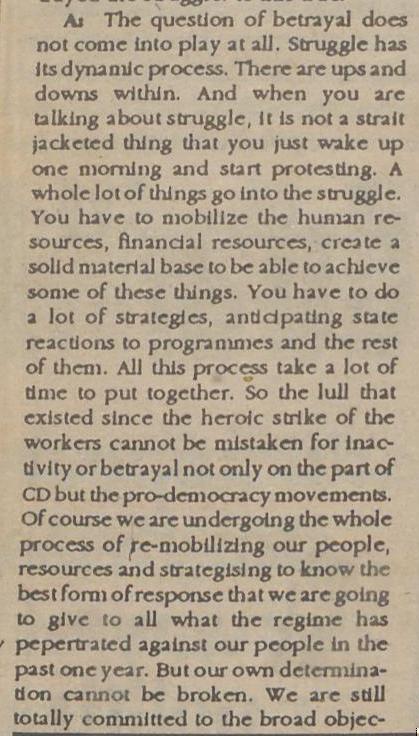 A: The question of betrayal does
not come into play at all. Struggle has
its dynamic process. There are ups and
downs within. And when you are
talking about struggle, it is not a strait
jacketed thing that you just wake up
one morning and start protesting. A
whole lot of things go into the struggle.
You have to mobilize the human re-
sources, financial resources, create a
solid material base to be able to achieve
some of these things. You have to do
a lot of strategies, anticipating state
reactions to programmes and the rest
of them. All this process take a lot of
time to put together. So the lull that
existed since the heroic strike of the
workers cannot be mistaken for inac-
tivity or betrayal not only on the part of
CD but the pro-democracy movements.
Of course we are undergoing the whole
process of re-mobilizing our people,
resources and strategising to know the
best form of response that we are going
to give to all what the regime has
pepertrated against our people in the
past one year. But our own determina-
tion cannot be broken. We are still
totally committed to the broad objec-